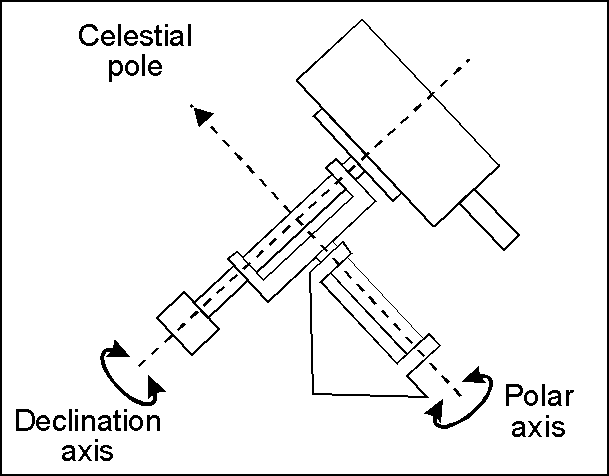 Celestial
pole
Declination
axis
Polar
axis